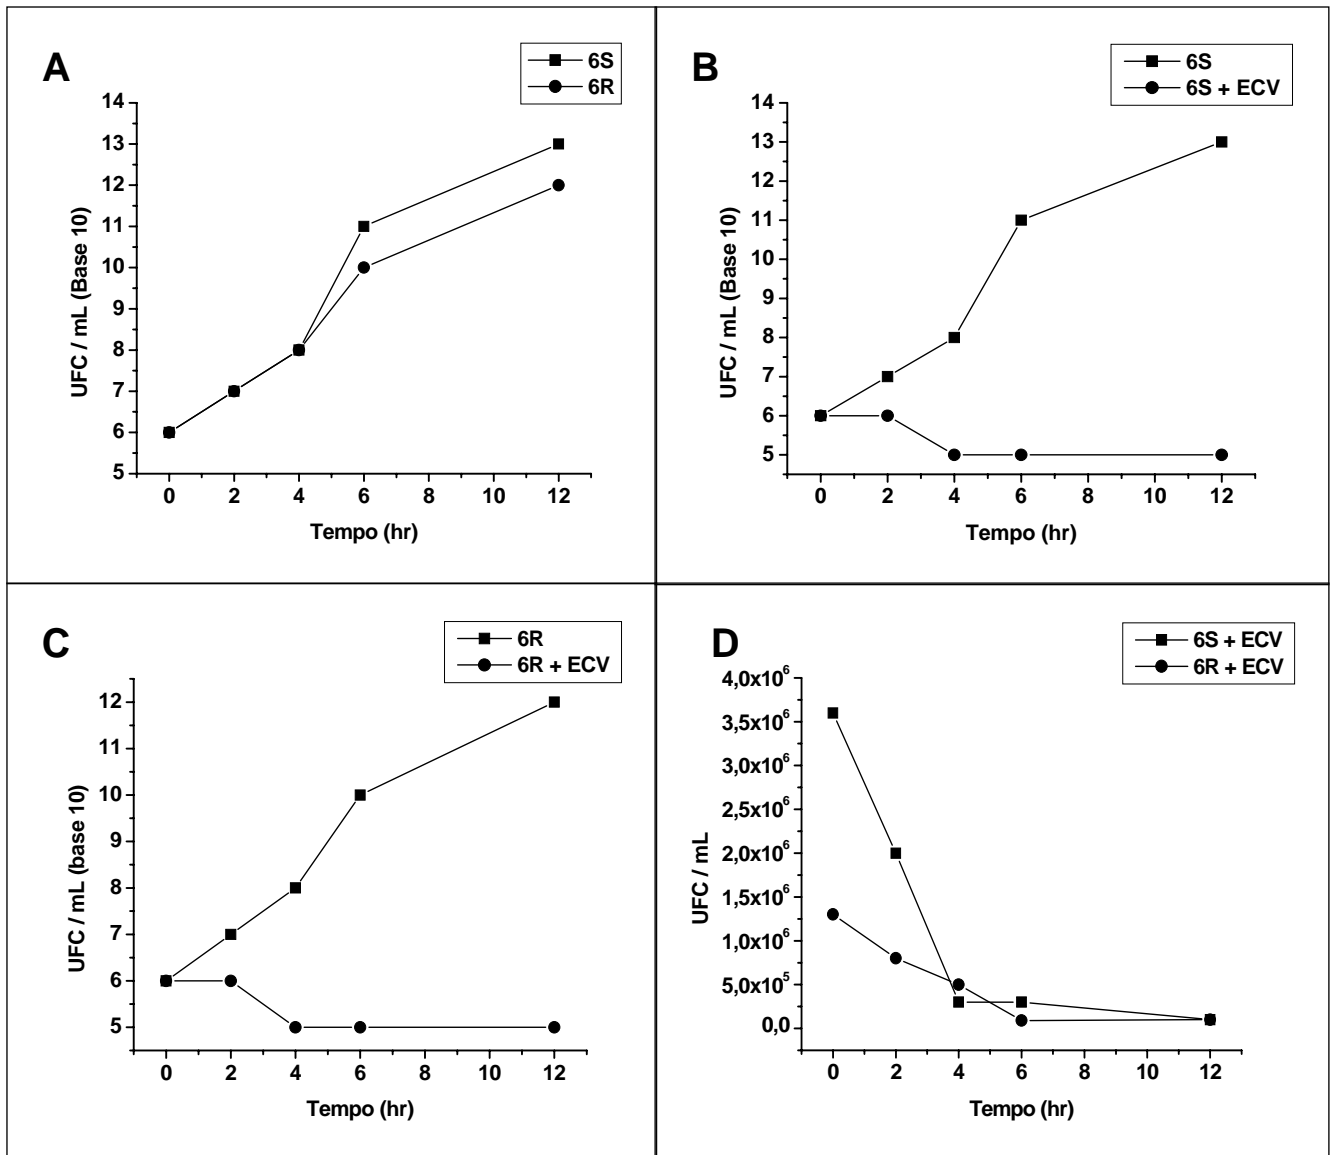 A
6S
6R
14
13
12
11
10
9
8
7
6
5
UFC / mL (Base 10)
0 2 4 6 8 10 12
Tempo (hr)
B
6S
6S + ECV
14
13
12
11
10
9
8
7
6
5
UFC / mL (Base 10)
0 2 4 6 8 10 12
Tempo (hr)
C
6R
6R + ECV
12
11
10
9
8
7
6
5
UFC / mL (base 10)
0 2 4 6 8 10 12
Tempo (hr)
D
6S + ECV
6R + ECV
4,0x10⁶
3,5x10⁶
3,0x10⁶
2,5x10⁶
2,0x10⁶
1,5x10⁶
1,0x10⁶
5,0x10⁵
0,0
UFC / mL
0 2 4 6 8 10 12
Tempo (hr)